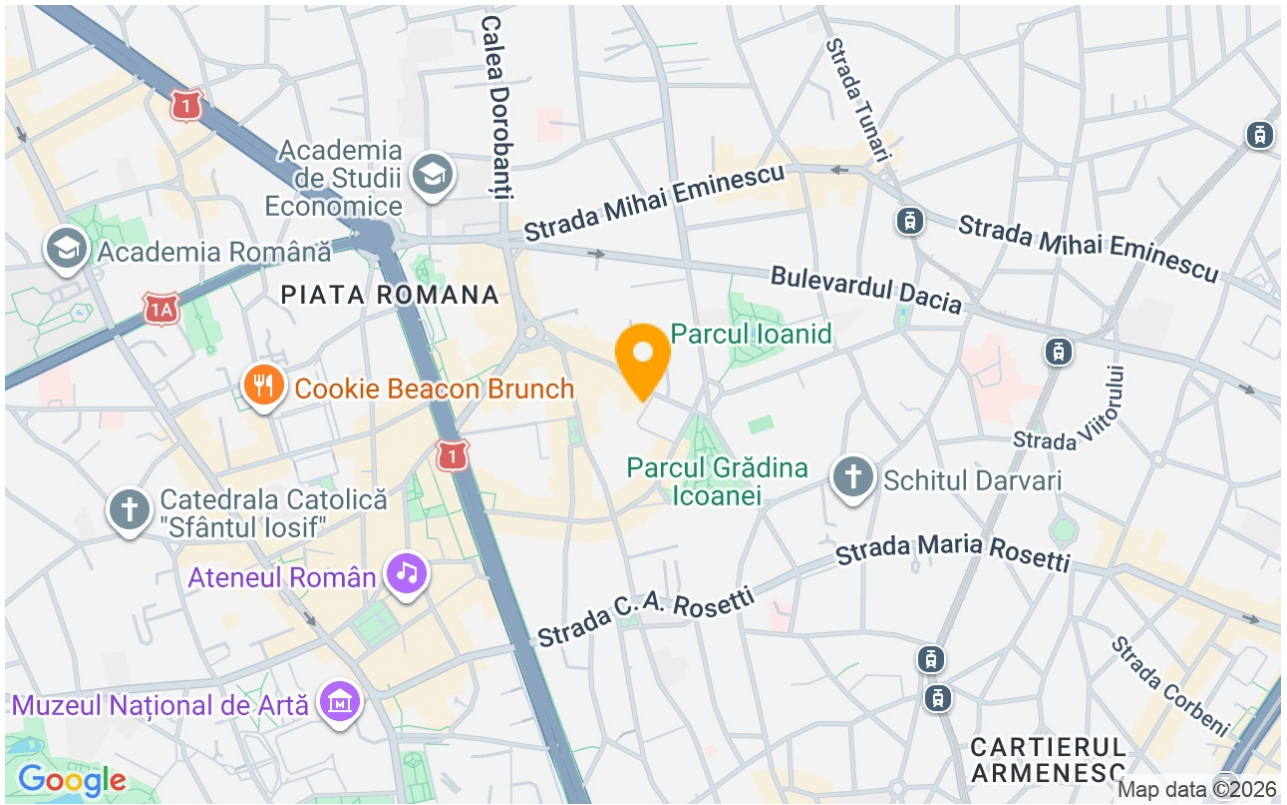 Calea Dorobanți
Strada Tunari
1
Academia
de Studii
Economice
Strada Mihai Eminescu
Strada Mihai Eminescu
Academia Română
Bulevardul Dacia
PIATA ROMANA
1A
Parcul Ioanid
Cookie Beacon Brunch
Strada Viitorului
1
Parcul Grădina
Icoanei
Schitul Darvari
Catedrala Catolică
"Sfântul Iosif"
Strada Maria Rosetti
Ateneul Român
Strada C. A. Rosetti
Strada Corbeni
Muzeul Național de Artă
M
CARTIERUL
ARMENESC
Google
Map data ©2026